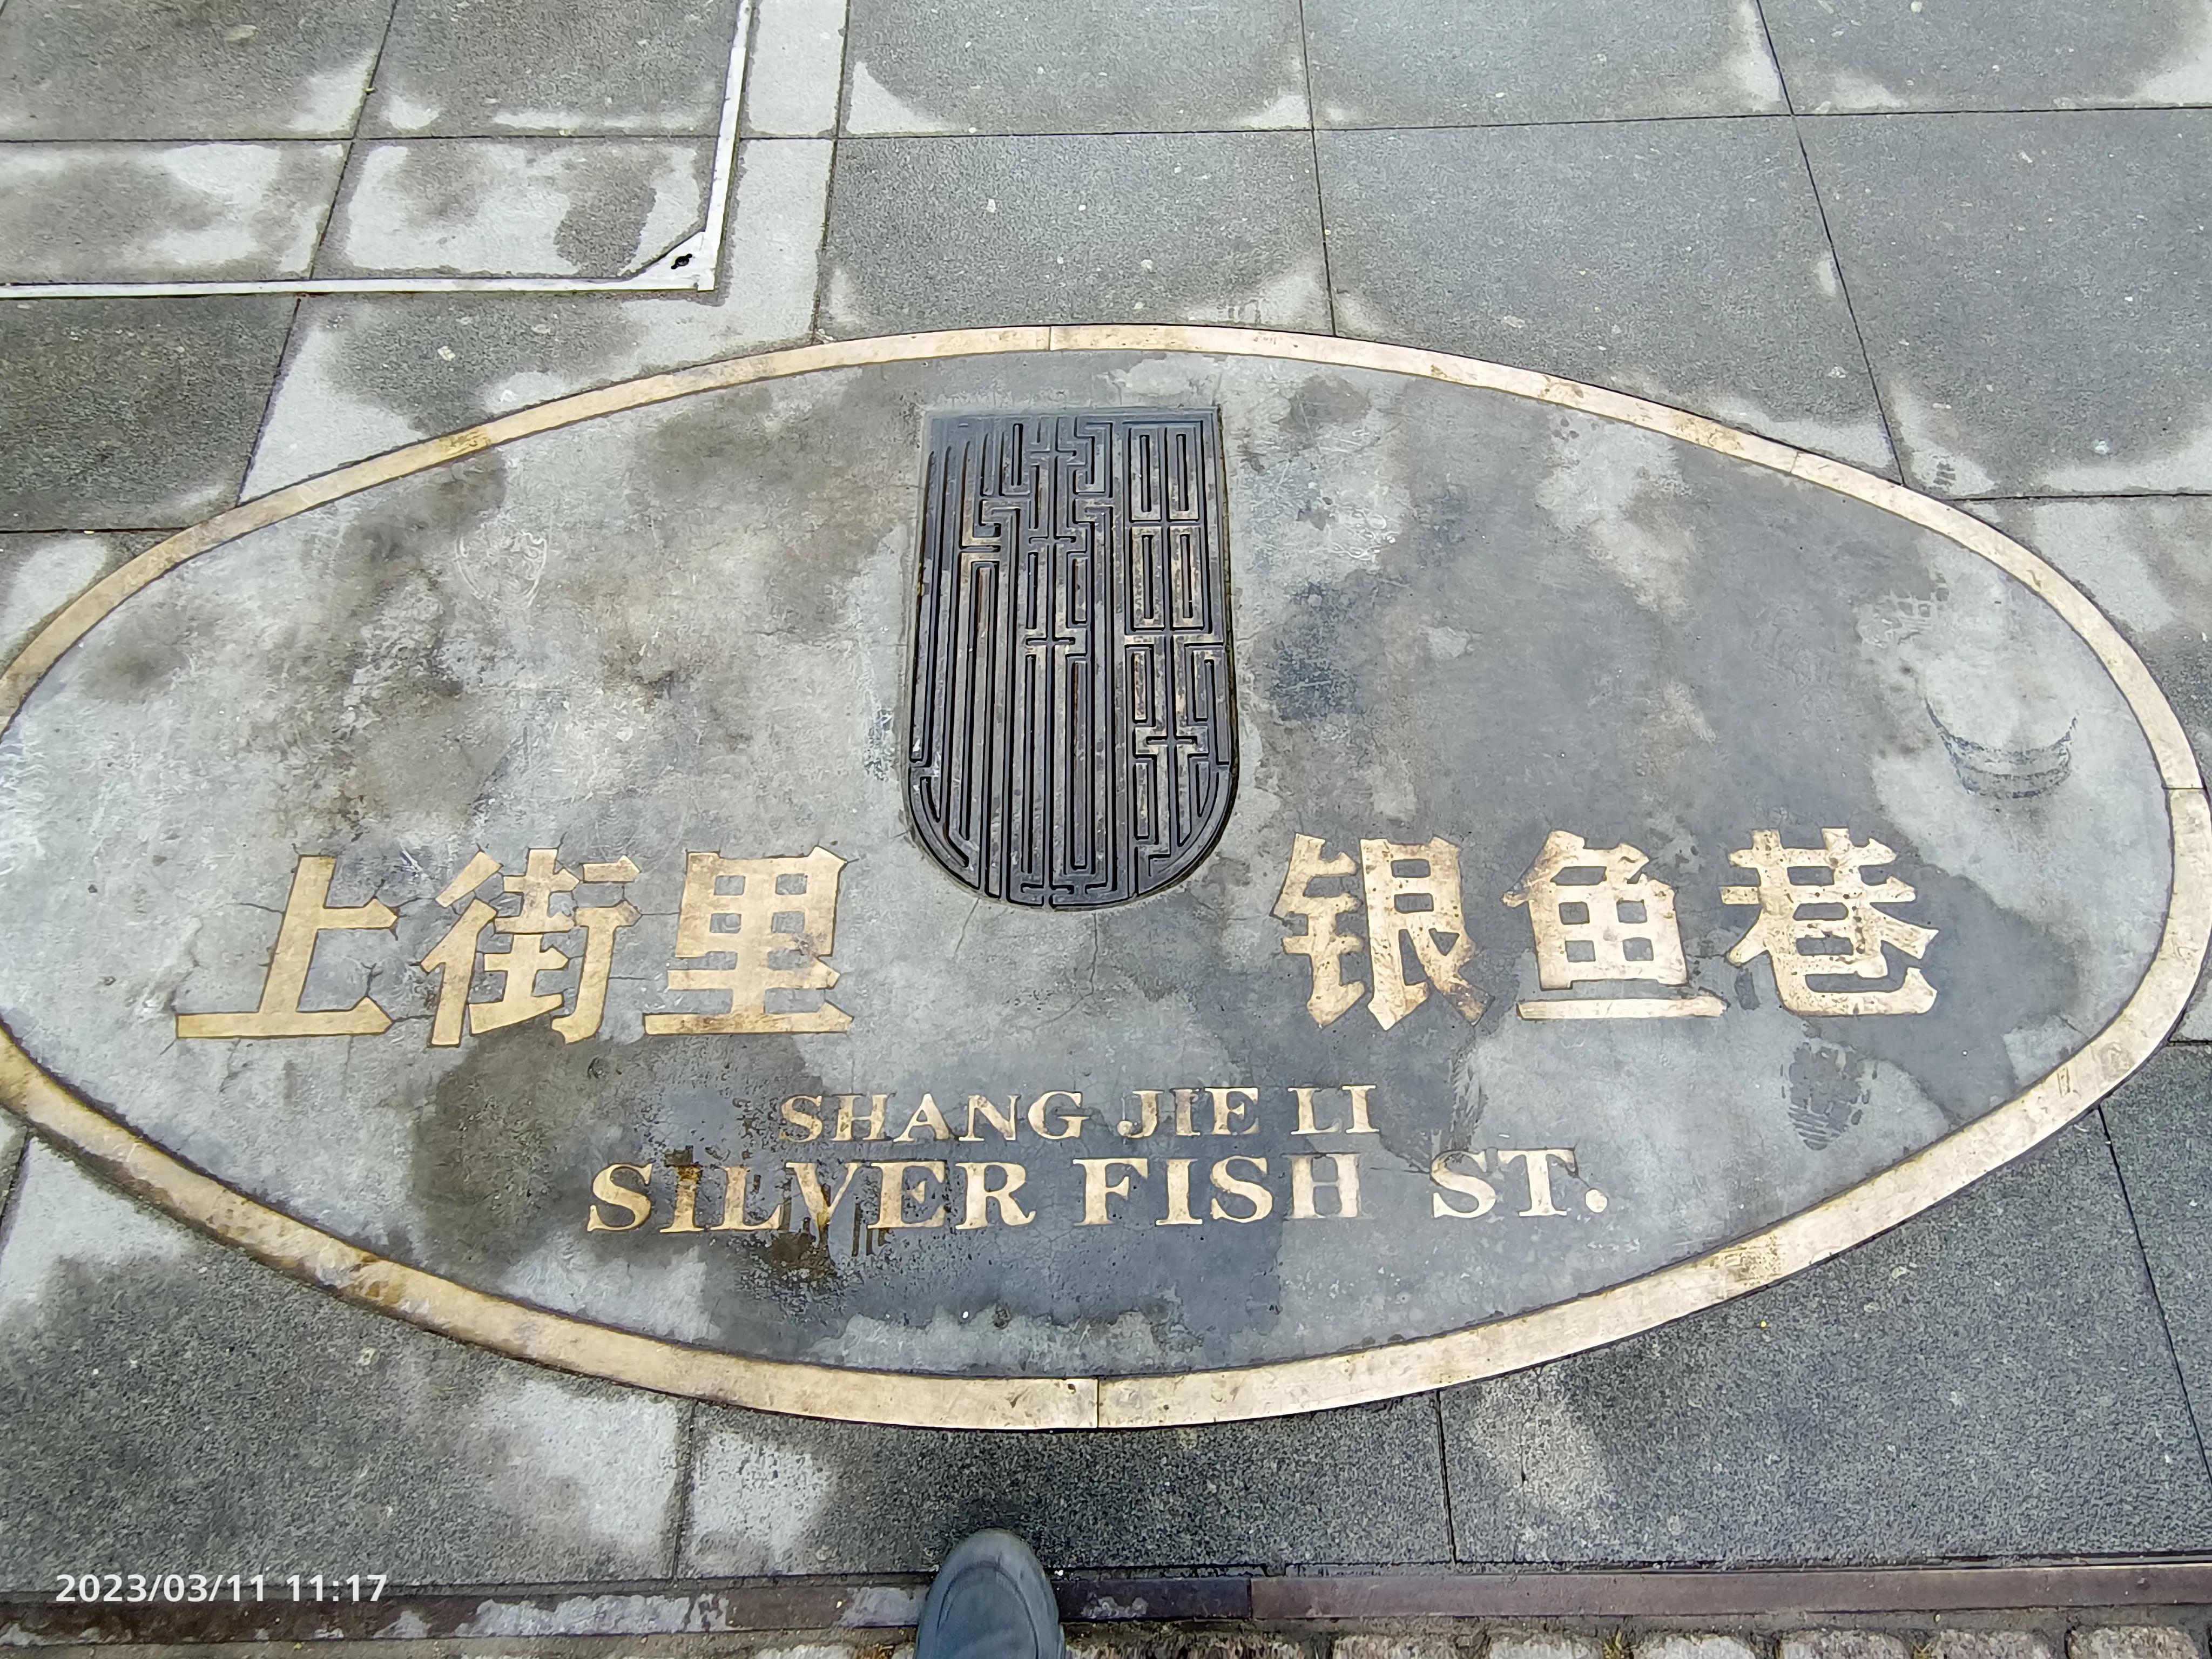 上街里 银鱼巷
SHANG JIE LI
SILVER FISH ST.
2023/03/11 11:17